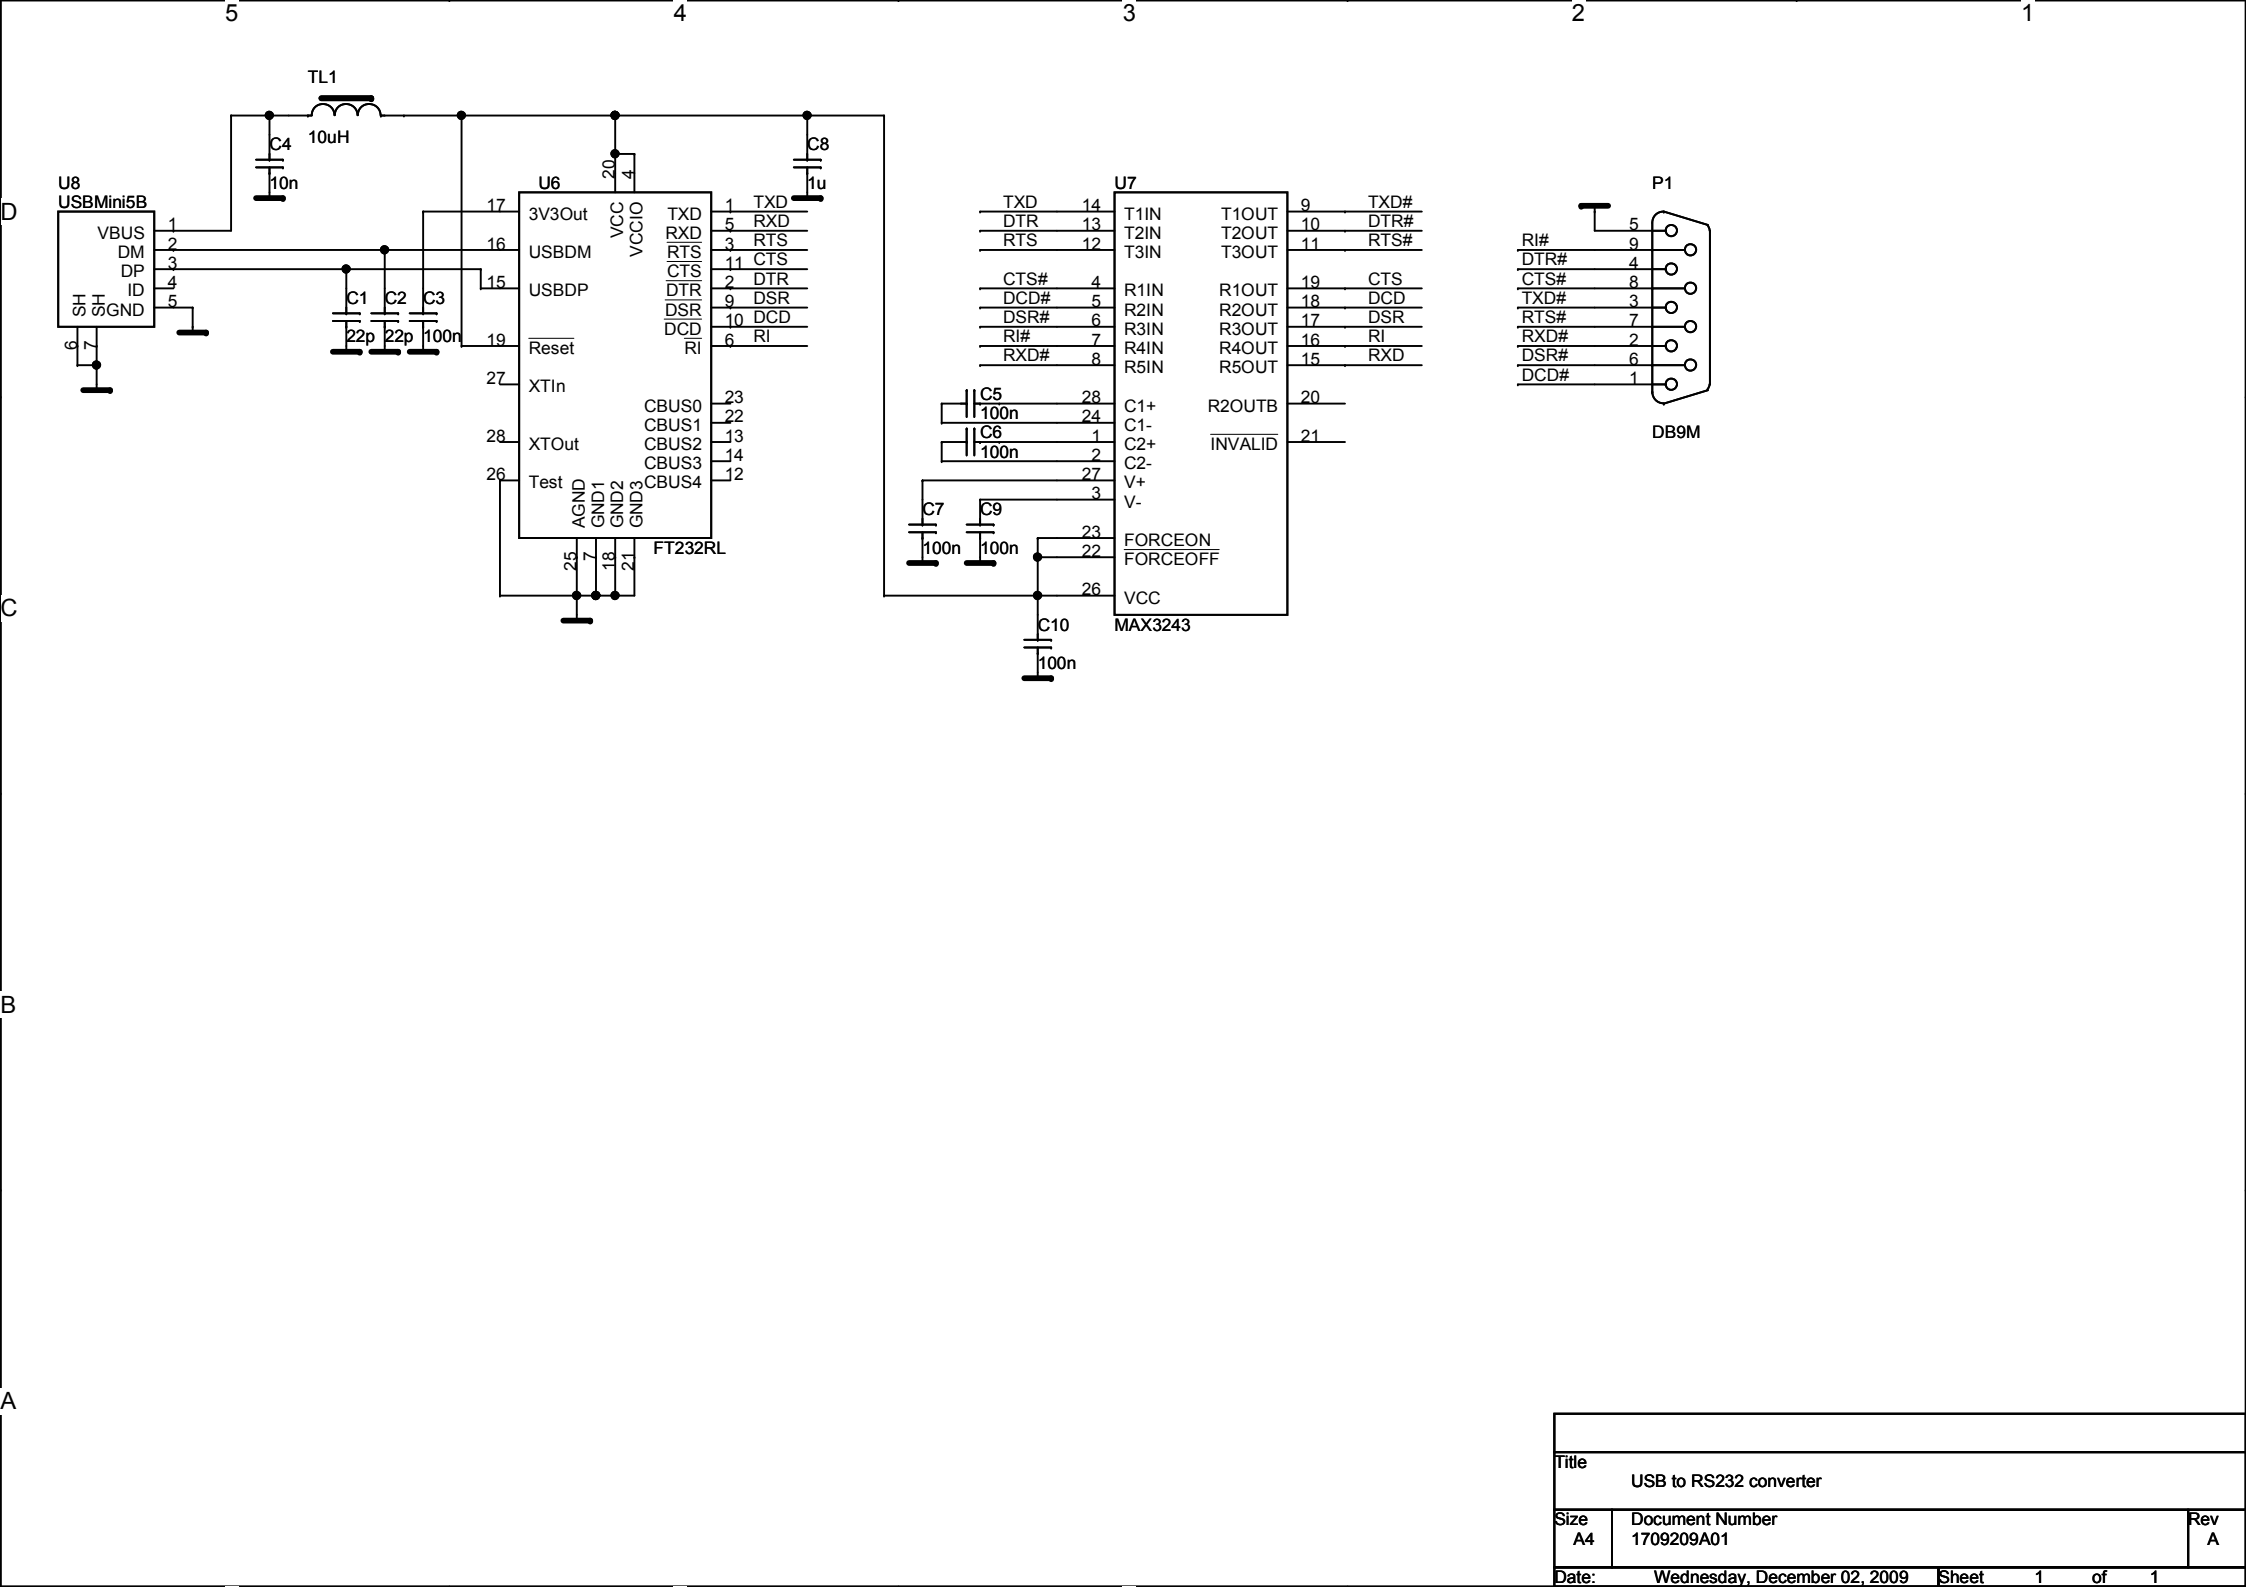 5 4 3 2 1
D
C
B
A
TL1
10uH
C4
10n
C8
1u
U8
USBMini5B
VBUS 1
DM 2
DP 3
ID 4
GND 5
SH 6
SH 7
C1
22p
C2
22p
C3
100n
U6
20 VCC
4 VCCIO
17 3V3Out
16 USBDM
15 USBDP
19 Reset
27 XTIn
28 XTOut
26 Test
TXD 1 TXD
RXD 5 RXD
RTS 3 RTS
CTS 11 CTS
DTR 2 DTR
DSR 9 DSR
DCD 10 DCD
RI 6 RI
CBUS0 23
CBUS1 22
CBUS2 13
CBUS3 14
CBUS4 12
AGND 25
GND1 7
GND2 18
GND3 21
FT232RL
U7
TXD 14 T1IN
DTR 13 T2IN
RTS 12 T3IN
CTS# 4 R1IN
DCD# 5 R2IN
DSR# 6 R3IN
RI# 7 R4IN
RXD# 8 R5IN
C5
100n
C6
100n
28 C1+
24 C1-
1 C2+
2 C2-
27 V+
3 V-
C7
100n
C9
100n
23 FORCEON
22 FORCEOFF
26 VCC
C10
100n
MAX3243
T1OUT 9 TXD#
T2OUT 10 DTR#
T3OUT 11 RTS#
R1OUT 19 CTS
R2OUT 18 DCD
R3OUT 17 DSR
R4OUT 16 RI
R5OUT 15 RXD
R2OUTB 20
INVALID 21
P1
5
RI# 9
DTR# 4
CTS# 8
TXD# 3
RTS# 7
RXD# 2
DSR# 6
DCD# 1
DB9M
Title
USB to RS232 converter
Size Document Number Rev
A4 1709209A01 A
Date: Wednesday, December 02, 2009 Sheet 1 of 1